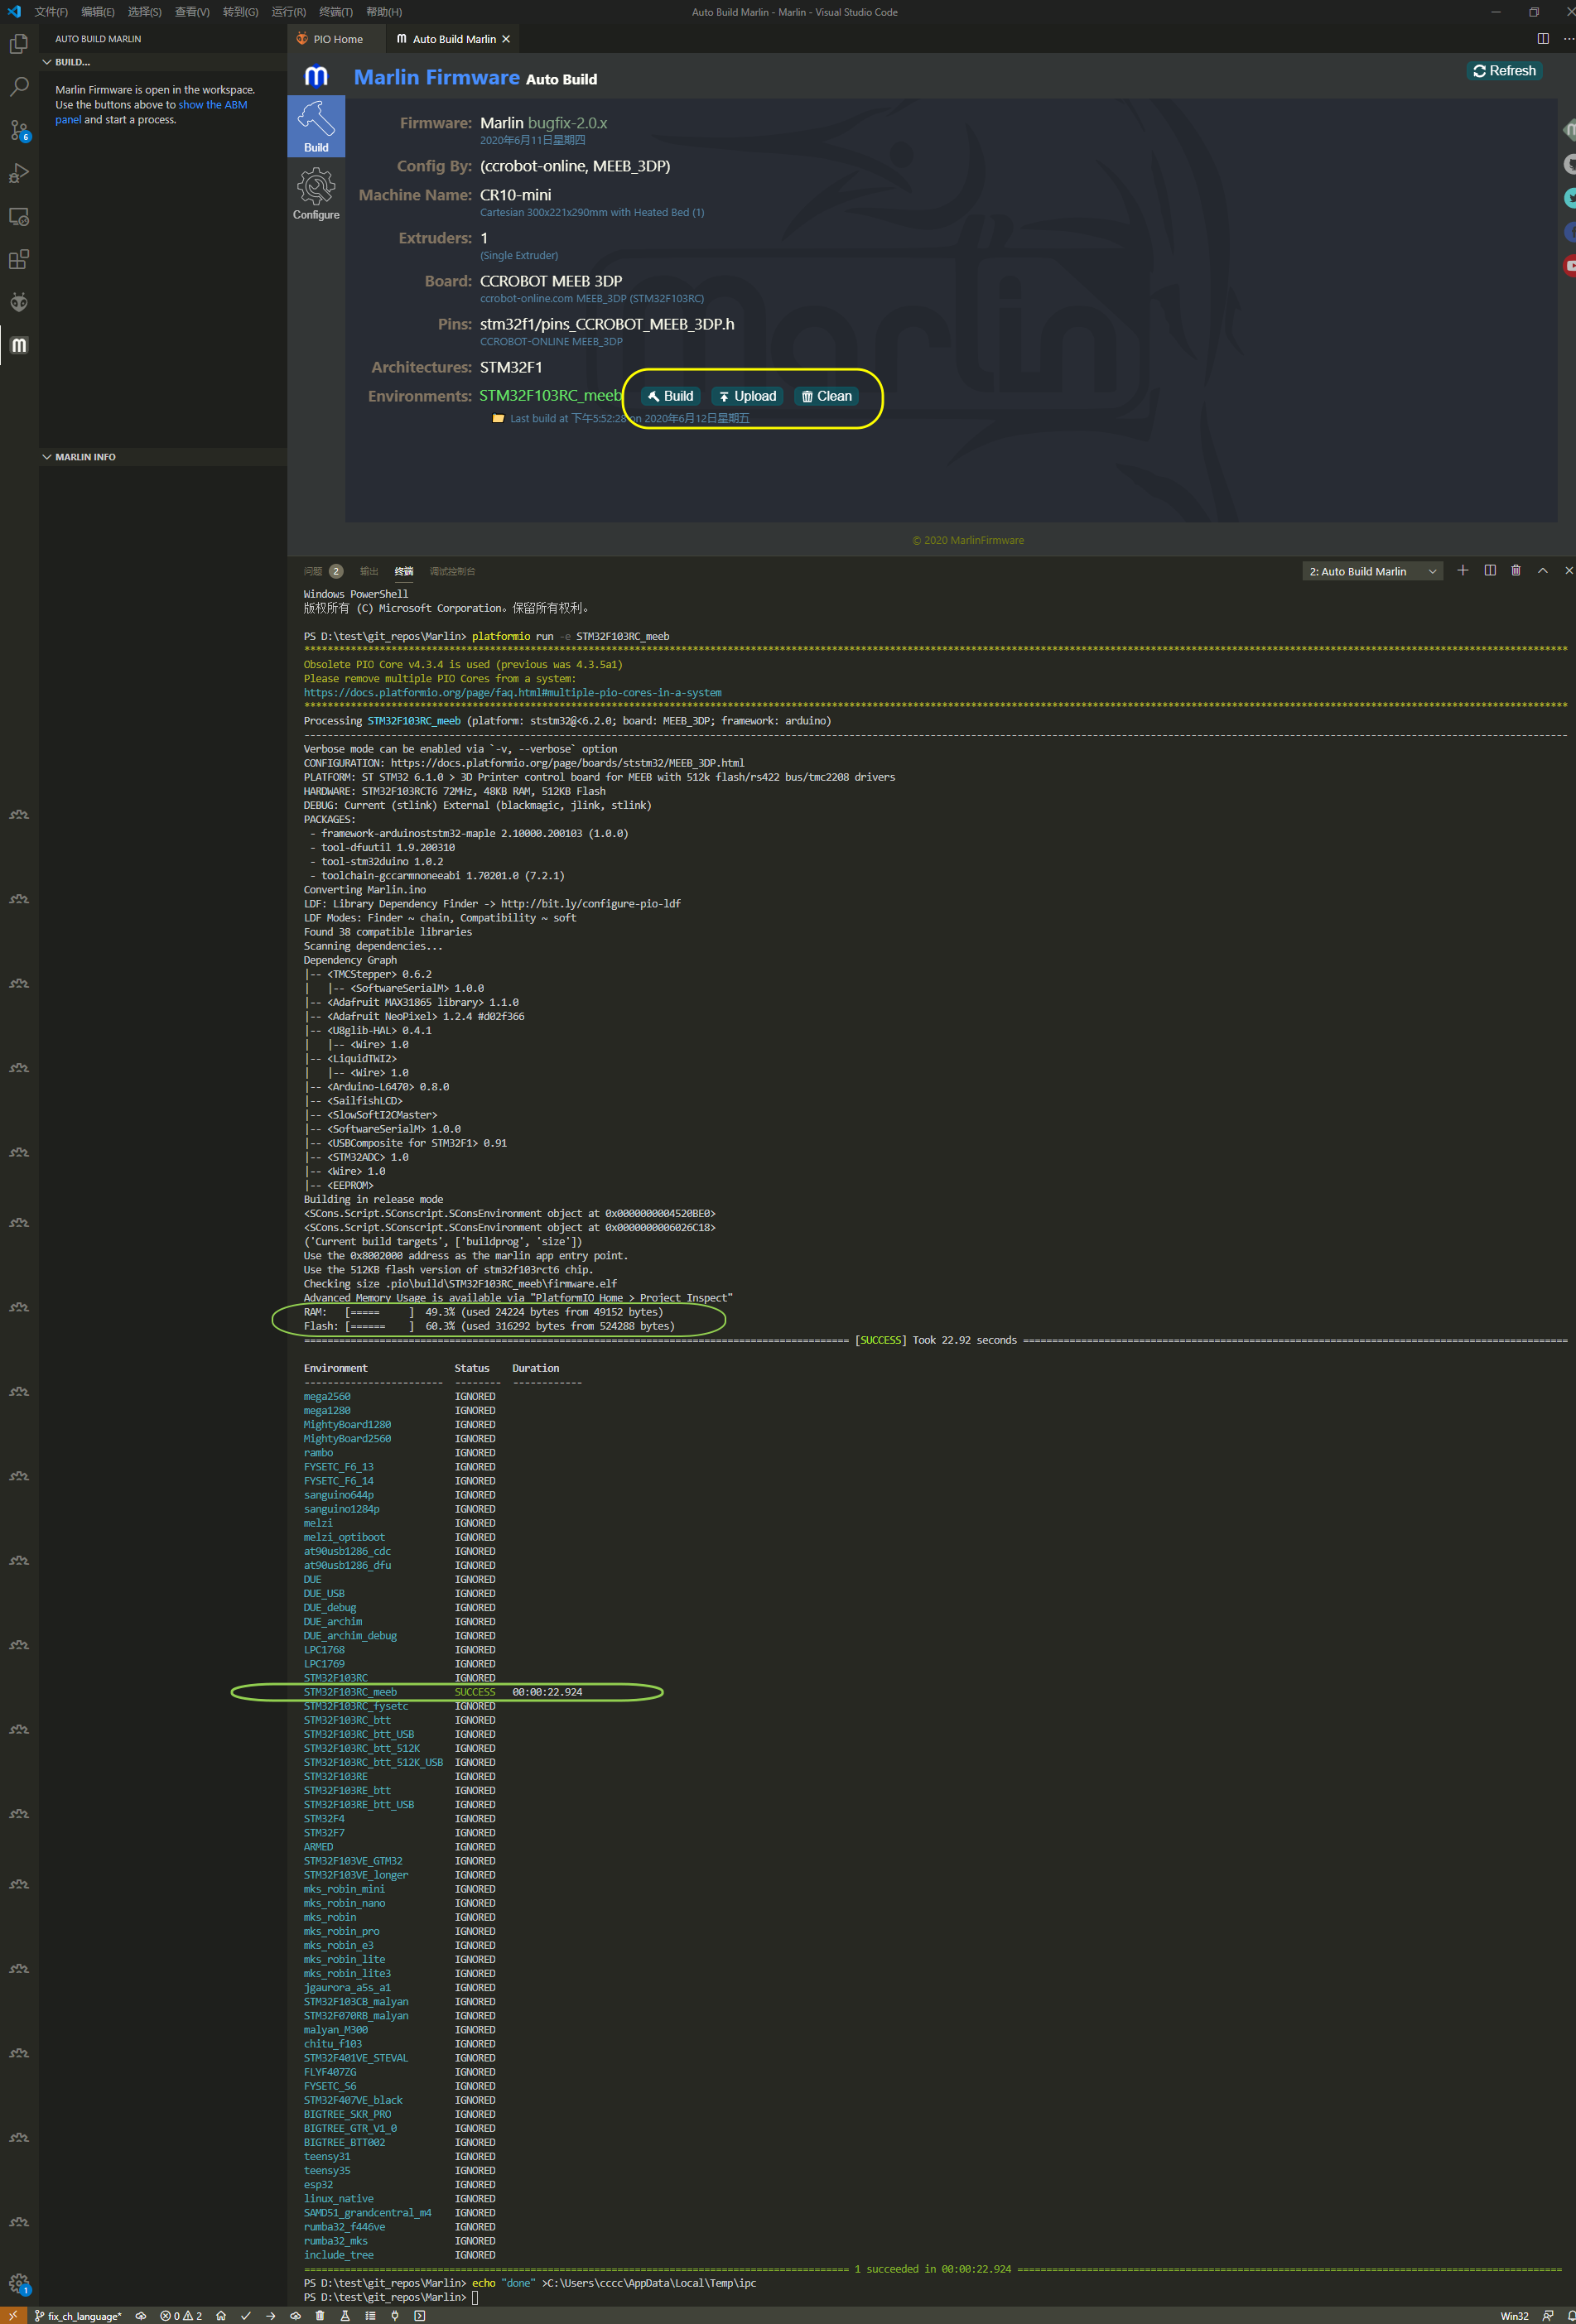 文件(F) 编辑(E) 选择(S) 查看(V) 转到(G) 运行(R) 终端(T) 帮助(H) Auto Build Marlin - Marlin - Visual Studio Code
AUTO BUILD MARLIN
PIO Home
Auto Build Marlin
BUILD...
Marlin Firmware is open in the workspace.
Use the buttons above to show the ABM
panel and start a process.
6
Marlin Firmware Auto Build
Refresh
Build
Configure
Firmware: Marlin bugfix-2.0.x
2020年6月11日星期四
Config By: (ccrobot-online, MEEB_3DP)
Machine Name: CR10-mini
Cartesian 300x221x290mm with Heated Bed (1)
Extruders: 1
(Single Extruder)
Board: CCROBOT MEEB 3DP
ccrobot-online.com MEEB_3DP (STM32F103RC)
Pins: stm32f1/pins_CCROBOT_MEEB_3DP.h
CCROBOT-ONLINE MEEB_3DP
Architectures: STM32F1
Environments: STM32F103RC_meeb Build Upload Clean
Last build at 下午5:52:28 on 2020年6月12日星期五
marlin
MARLIN INFO
© 2020 MarlinFirmware
问题 2 输出 终端 调试控制台 2: Auto Build Marlin
Windows PowerShell
版权所有 (C) Microsoft Corporation。保留所有权利。
PS D:\test\git_repos\Marlin> platformio run -e STM32F103RC_meeb
Obsolete PIO Core v4.3.4 is used (previous was 4.3.5a1)
Please remove multiple PIO Cores from a system:
https://docs.platformio.org/page/faq.html#multiple-pio-cores-in-a-system
Processing STM32F103RC_meeb (platform: ststm32@<6.2.0; board: MEEB_3DP; framework: arduino)
Verbose mode can be enabled via `-v, --verbose` option
CONFIGURATION: https://docs.platformio.org/page/boards/ststm32/MEEB_3DP.html
PLATFORM: ST STM32 6.1.0 > 3D Printer control board for MEEB with 512k flash/rs422 bus/tmc2208 drivers
HARDWARE: STM32F103RCT6 72MHz, 48KB RAM, 512KB Flash
DEBUG: Current (stlink) External (blackmagic, jlink, stlink)
PACKAGES:
- framework-arduinoststm32-maple 2.10000.200103 (1.0.0)
- tool-dfuutil 1.9.200310
- tool-stm32duino 1.0.2
- toolchain-gccarmnoneeabi 1.70201.0 (7.2.1)
Converting Marlin.ino
LDF: Library Dependency Finder -> http://bit.ly/configure-pio-ldf
LDF Modes: Finder ~ chain, Compatibility ~ soft
Found 38 compatible libraries
Scanning dependencies...
Dependency Graph
|-- <TMCStepper> 0.6.2
|   |-- <SoftwareSerialM> 1.0.0
|-- <Adafruit MAX31865 library> 1.1.0
|-- <Adafruit NeoPixel> 1.2.4 #d02f366
|-- <U8glib-HAL> 0.4.1
|   |-- <Wire> 1.0
|-- <LiquidTWI2>
|   |-- <Wire> 1.0
|-- <Arduino-L6470> 0.8.0
|-- <SailfishLCD>
|-- <SlowSoftI2CMaster>
|-- <SoftwareSerialM> 1.0.0
|-- <USBComposite for STM32F1> 0.91
|-- <STM32ADC> 1.0
|-- <Wire> 1.0
|-- <EEPROM>
Building in release mode
<SCons.Script.SConscript.SConsEnvironment object at 0x0000000004520BE0>
<SCons.Script.SConscript.SConsEnvironment object at 0x0000000006026C18>
('Current build targets', ['buildprog', 'size'])
Use the 0x8002000 address as the marlin app entry point.
Use the 512KB flash version of stm32f103rct6 chip.
Checking size .pio\build\STM32F103RC_meeb\firmware.elf
Advanced Memory Usage is available via "PlatformIO Home > Project Inspect"
RAM:   [=====     ]  49.3% (used 24224 bytes from 49152 bytes)
Flash: [======    ]  60.3% (used 316292 bytes from 524288 bytes)
[SUCCESS] Took 22.92 seconds
Environment Status Duration
mega2560 IGNORED
mega1280 IGNORED
MightyBoard1280 IGNORED
MightyBoard2560 IGNORED
rambo IGNORED
FYSETC_F6_13 IGNORED
FYSETC_F6_14 IGNORED
sanguino644p IGNORED
sanguino1284p IGNORED
melzi IGNORED
melzi_optiboot IGNORED
at90usb1286_cdc IGNORED
at90usb1286_dfu IGNORED
DUE IGNORED
DUE_USB IGNORED
DUE_debug IGNORED
DUE_archim IGNORED
DUE_archim_debug IGNORED
LPC1768 IGNORED
LPC1769 IGNORED
STM32F103RC IGNORED
STM32F103RC_meeb SUCCESS 00:00:22.924
STM32F103RC_fysetc IGNORED
STM32F103RC_btt IGNORED
STM32F103RC_btt_USB IGNORED
STM32F103RC_btt_512K IGNORED
STM32F103RC_btt_512K_USB IGNORED
STM32F103RE IGNORED
STM32F103RE_btt IGNORED
STM32F103RE_btt_USB IGNORED
STM32F4 IGNORED
STM32F7 IGNORED
ARMED IGNORED
STM32F103VE_GTM32 IGNORED
STM32F103VE_longer IGNORED
mks_robin_mini IGNORED
mks_robin_nano IGNORED
mks_robin IGNORED
mks_robin_pro IGNORED
mks_robin_e3 IGNORED
mks_robin_lite IGNORED
mks_robin_lite3 IGNORED
jgaurora_a5s_a1 IGNORED
STM32F103CB_malyan IGNORED
STM32F070RB_malyan IGNORED
malyan_M300 IGNORED
chitu_f103 IGNORED
STM32F401VE_STEVAL IGNORED
FLYF407ZG IGNORED
FYSETC_S6 IGNORED
STM32F407VE_black IGNORED
BIGTREE_SKR_PRO IGNORED
BIGTREE_GTR_V1_0 IGNORED
BIGTREE_BTT002 IGNORED
teensy31 IGNORED
teensy35 IGNORED
esp32 IGNORED
linux_native IGNORED
SAMD51_grandcentral_m4 IGNORED
rumba32_f446ve IGNORED
rumba32_mks IGNORED
include_tree IGNORED
1 succeeded in 00:00:22.924
PS D:\test\git_repos\Marlin> echo "done" >C:\Users\cccc\AppData\Local\Temp\ipc
PS D:\test\git_repos\Marlin>
1
fix_ch_language* 0 2 Win32